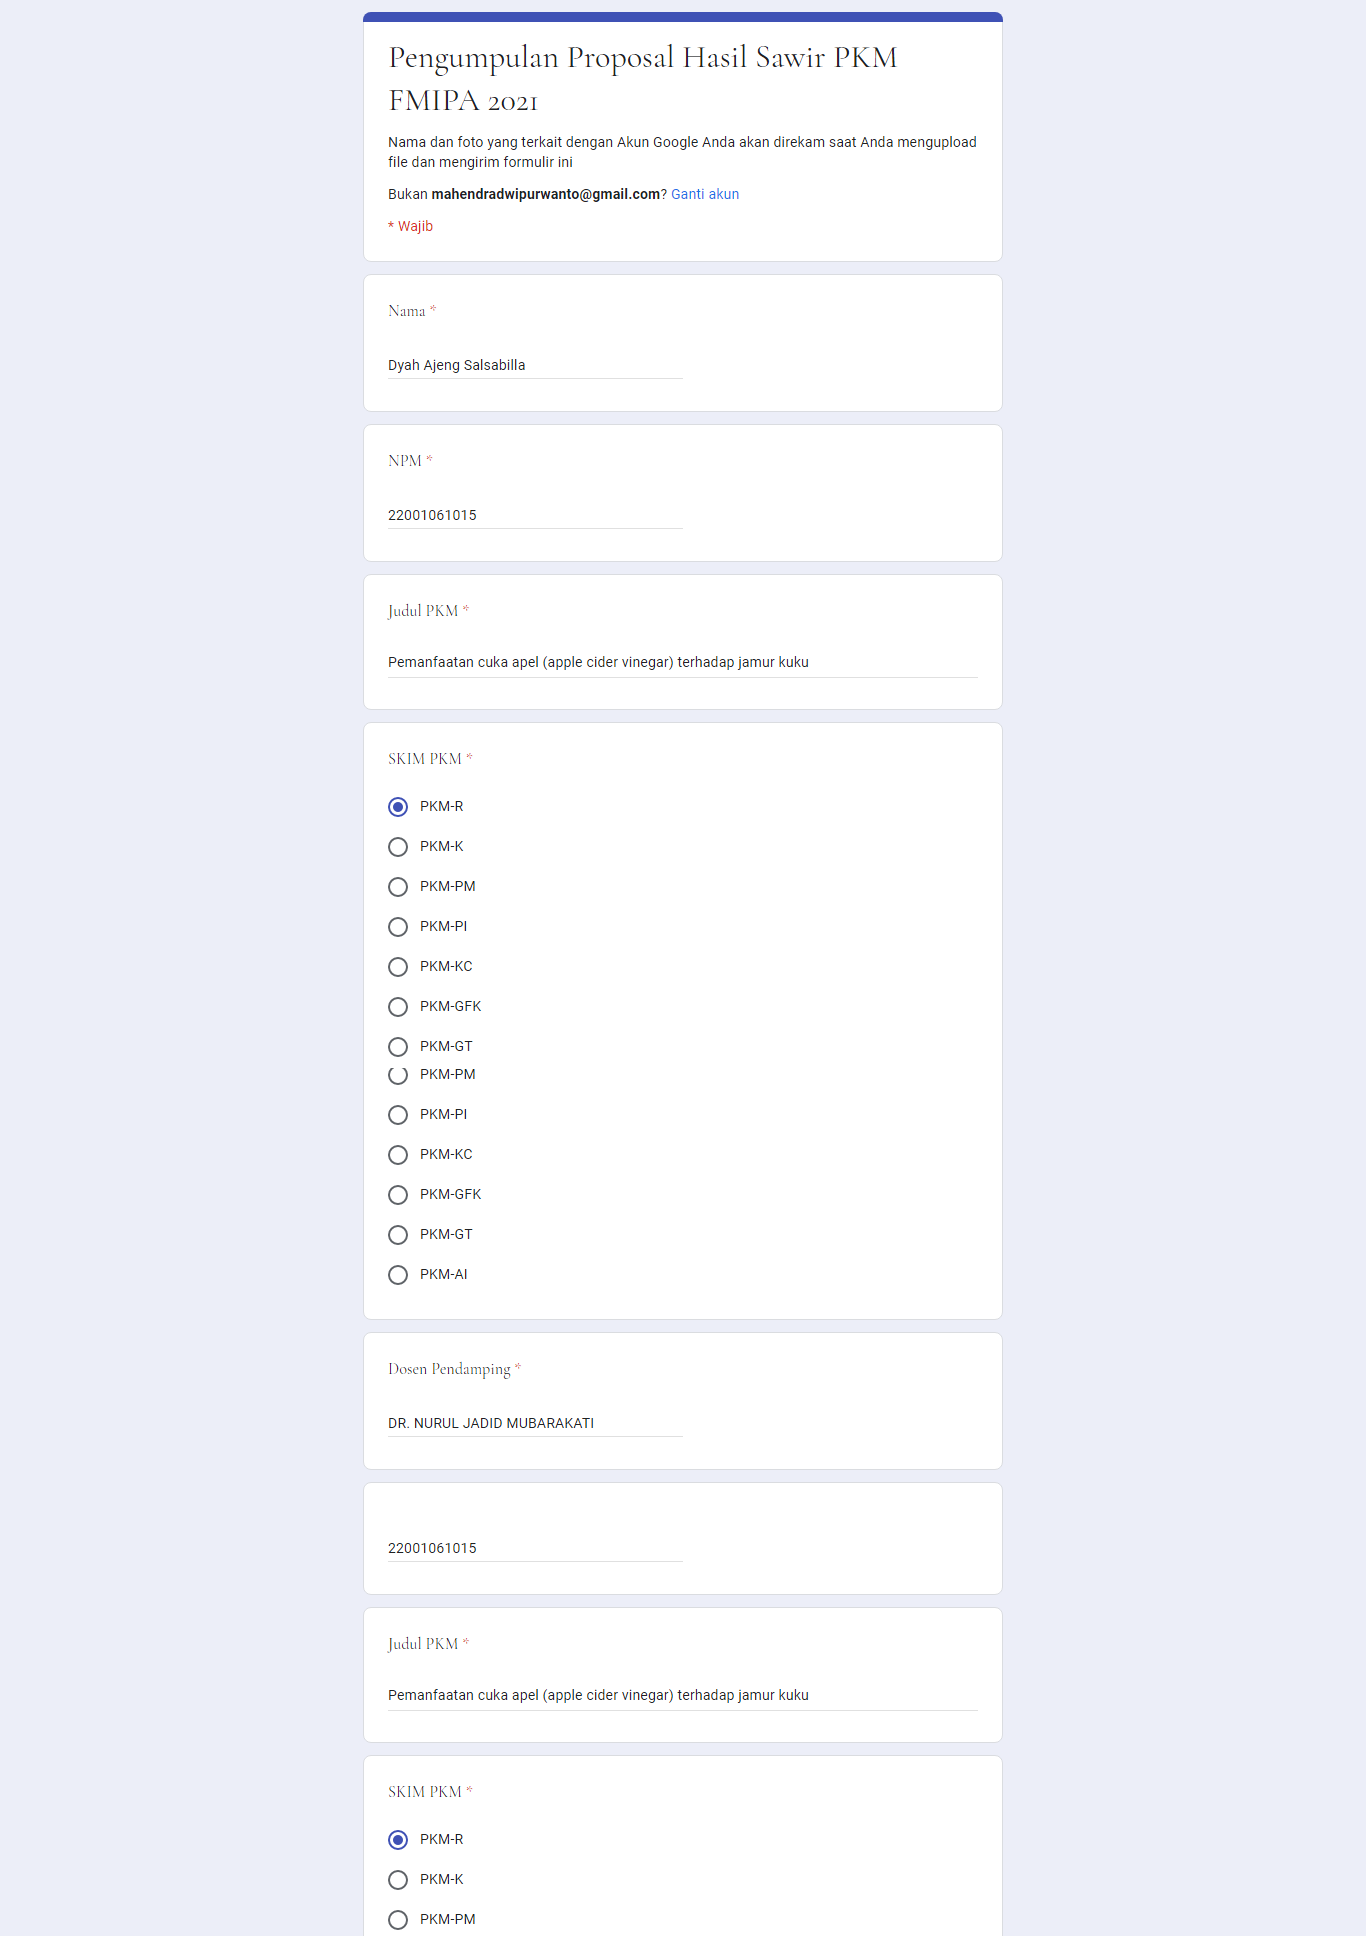 Pengumpulan Proposal Hasil Sawir PKM
FMIPA 2021
Nama dan foto yang terkait dengan Akun Google Anda akan direkam saat Anda mengupload
file dan mengirim formulir ini
Bukan mahendradwipurwanto@gmail.com? Ganti akun
* Wajib
Nama *
Dyah Ajeng Salsabilla
NPM *
22001061015
Judul PKM *
Pemanfaatan cuka apel (apple cider vinegar) terhadap jamur kuku
SKIM PKM *
PKM-R
PKM-K
PKM-PM
PKM-PI
PKM-KC
PKM-GFK
PKM-GT
PKM-PM
PKM-PI
PKM-KC
PKM-GFK
PKM-GT
PKM-AI
Dosen Pendamping *
DR. NURUL JADID MUBARAKATI
22001061015
Judul PKM *
Pemanfaatan cuka apel (apple cider vinegar) terhadap jamur kuku
SKIM PKM *
PKM-R
PKM-K
PKM-PM